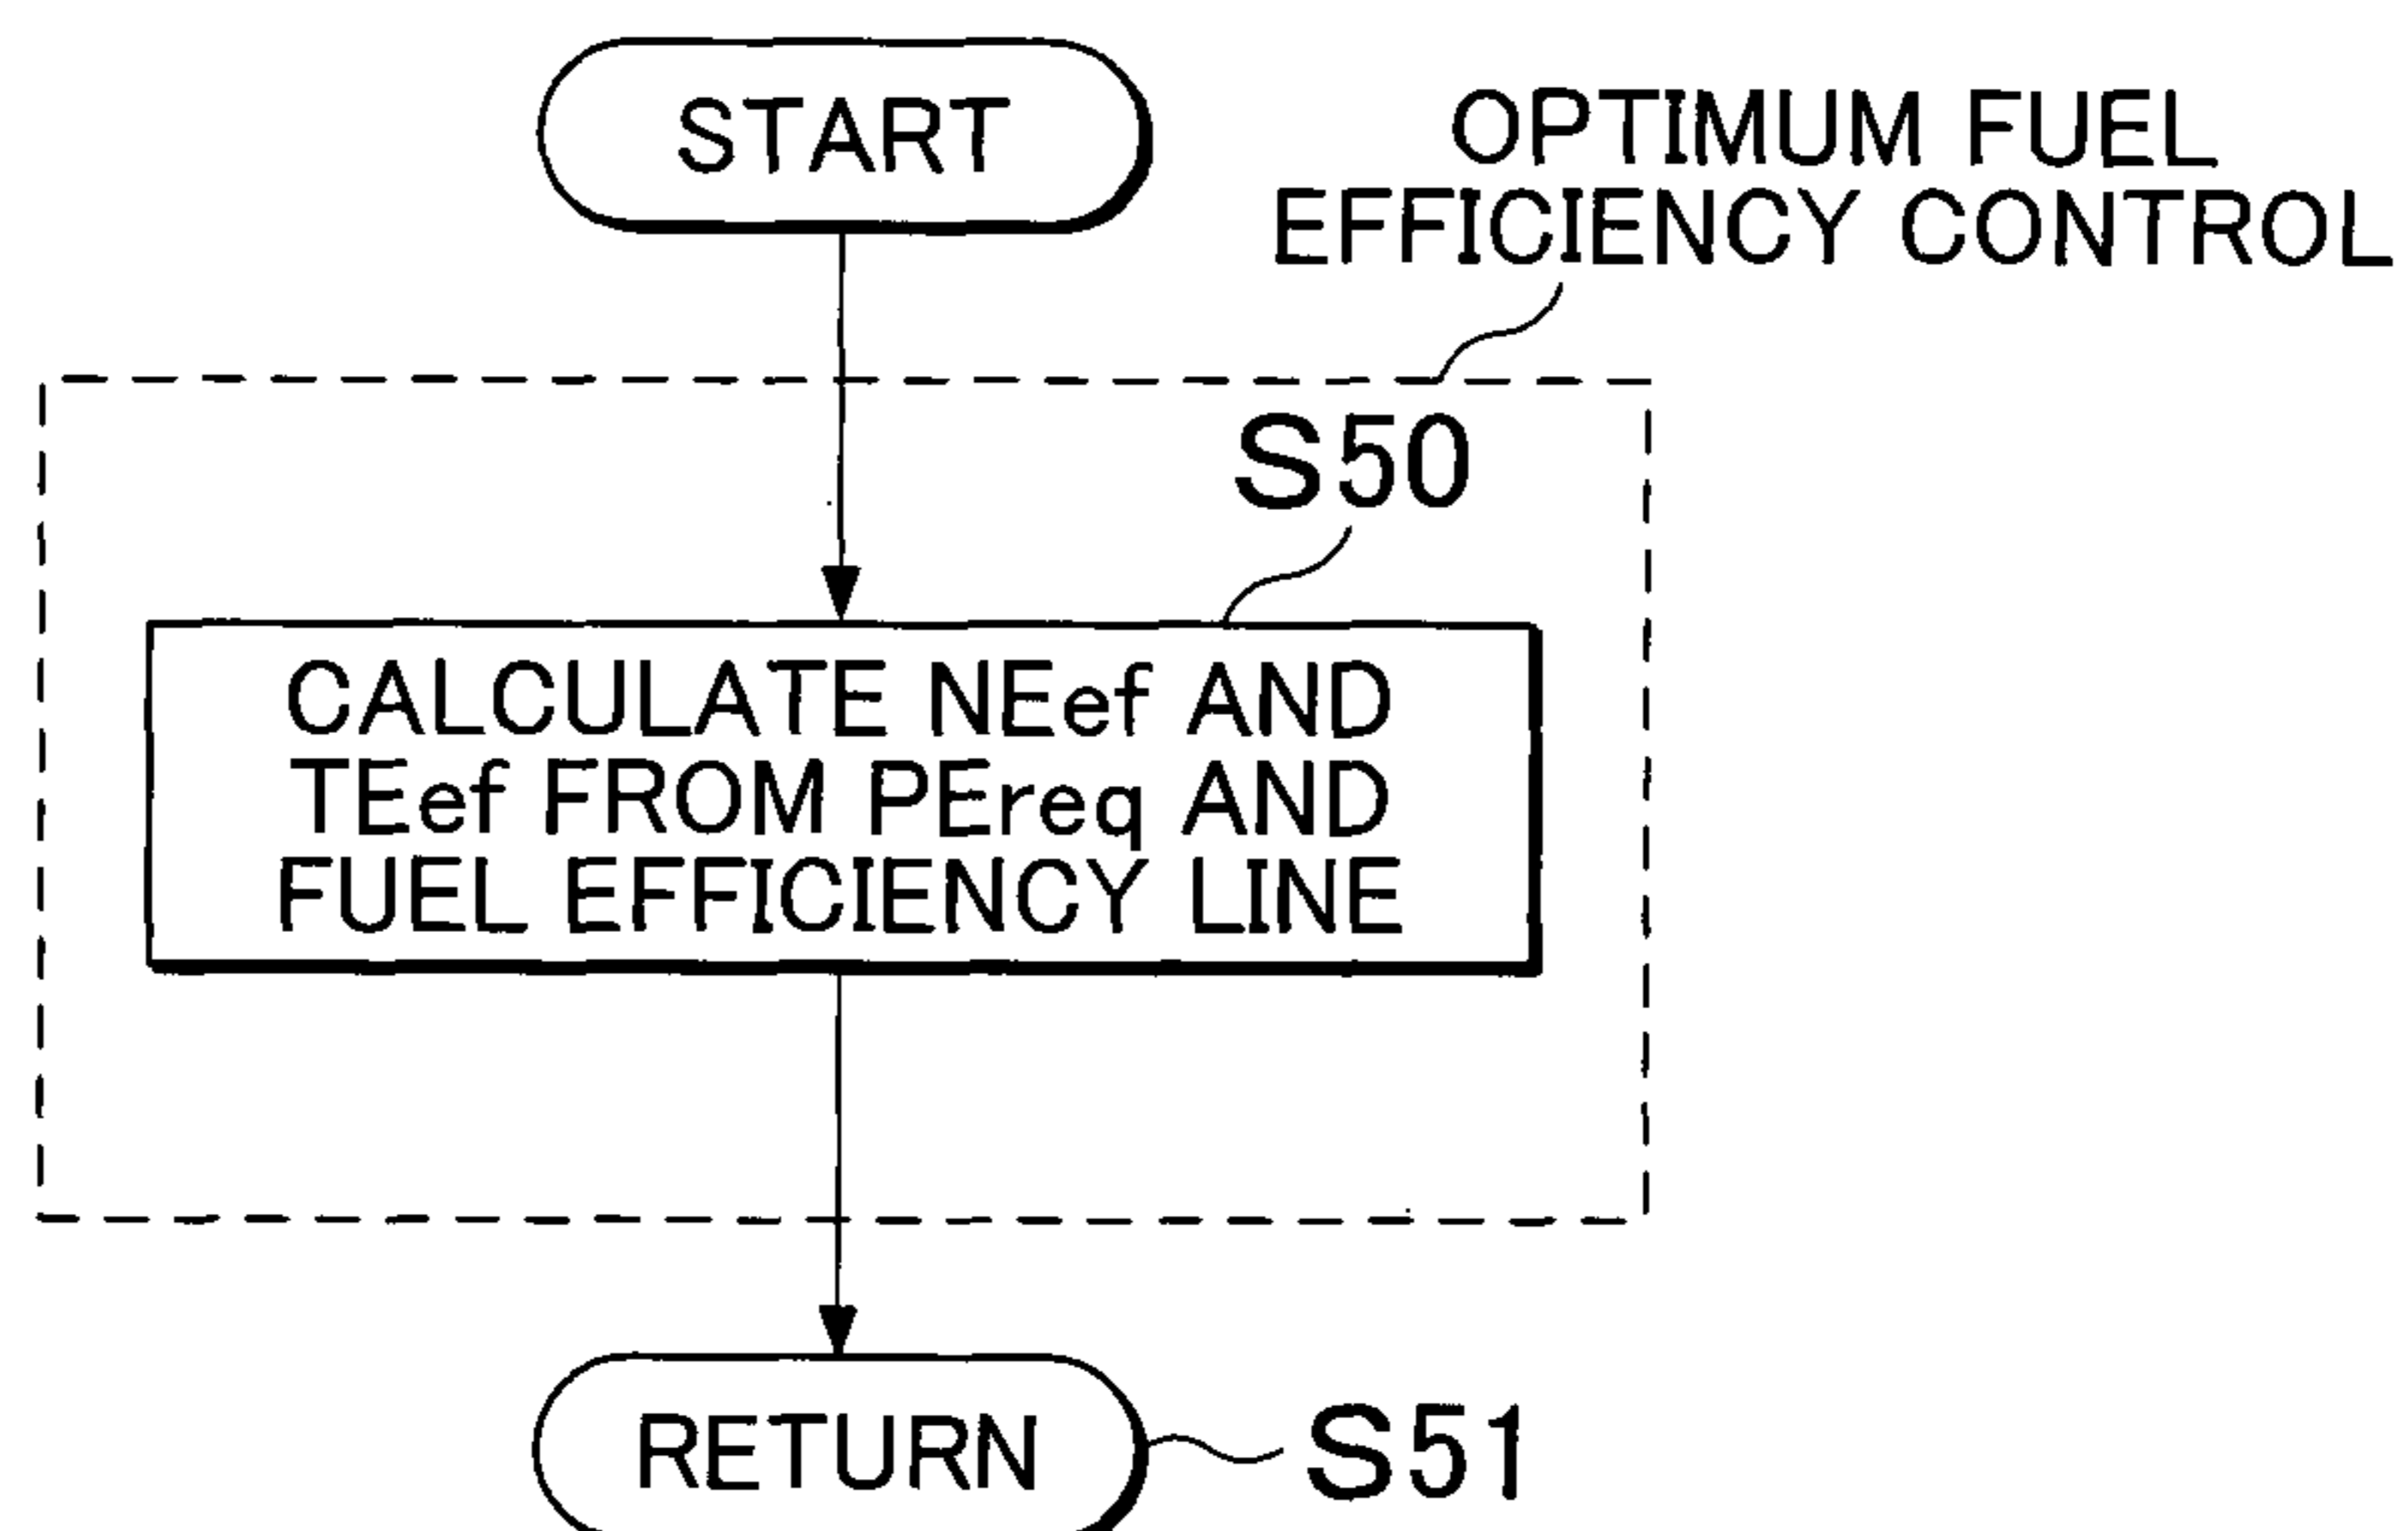 START
OPTIMUM FUEL
EFFICIENCY CONTROL
S50
CALCULATE NEef AND
TEef FROM PEreq AND
FUEL EFFICIENCY LINE
RETURN
S51